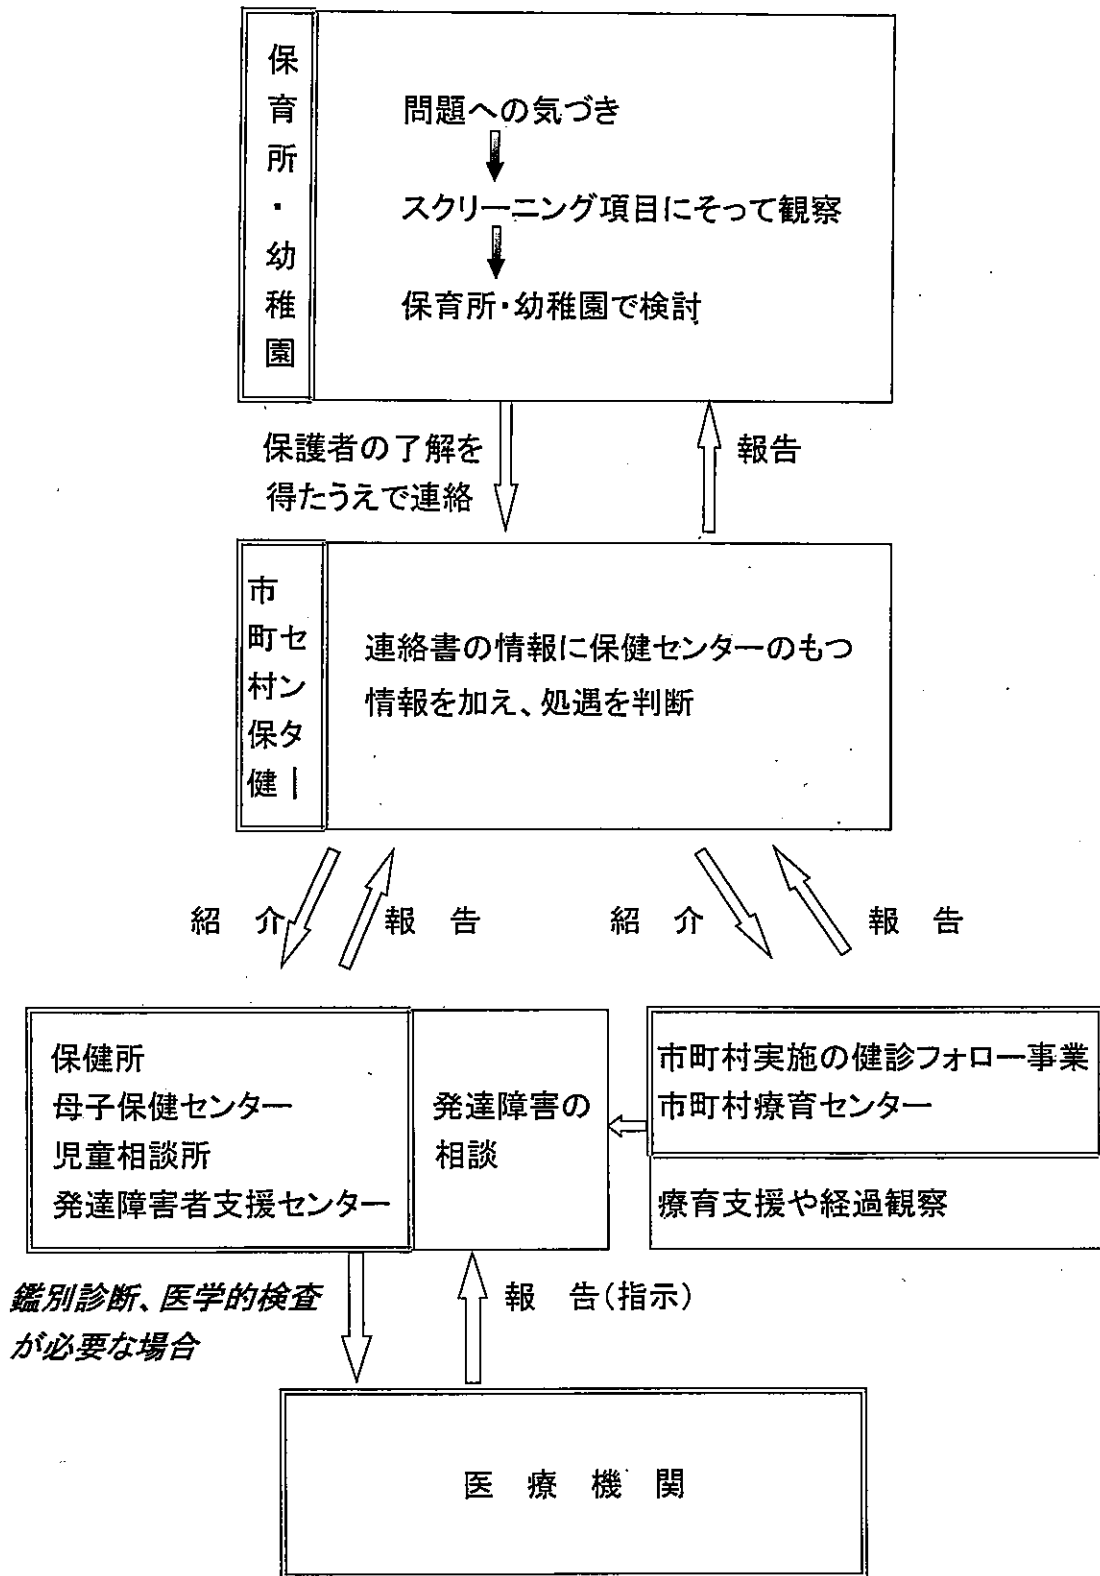 保育所・幼稚園
問題への気づき
スクリーニング項目にそって観察
保育所・幼稚園で検討
保護者の了解を
得たうえで連絡
報告
市町村保健
センター
連絡書の情報に保健センターのもつ
情報を加え、処遇を判断
紹 介
報 告
紹 介
報 告
保健所
母子保健センター
児童相談所
発達障害者支援センター
発達障害の
相談
市町村実施の健診フォロー事業
市町村療育センター
療育支援や経過観察
鑑別診断、医学的検査
が必要な場合
報 告(指示)
医 療 機 関